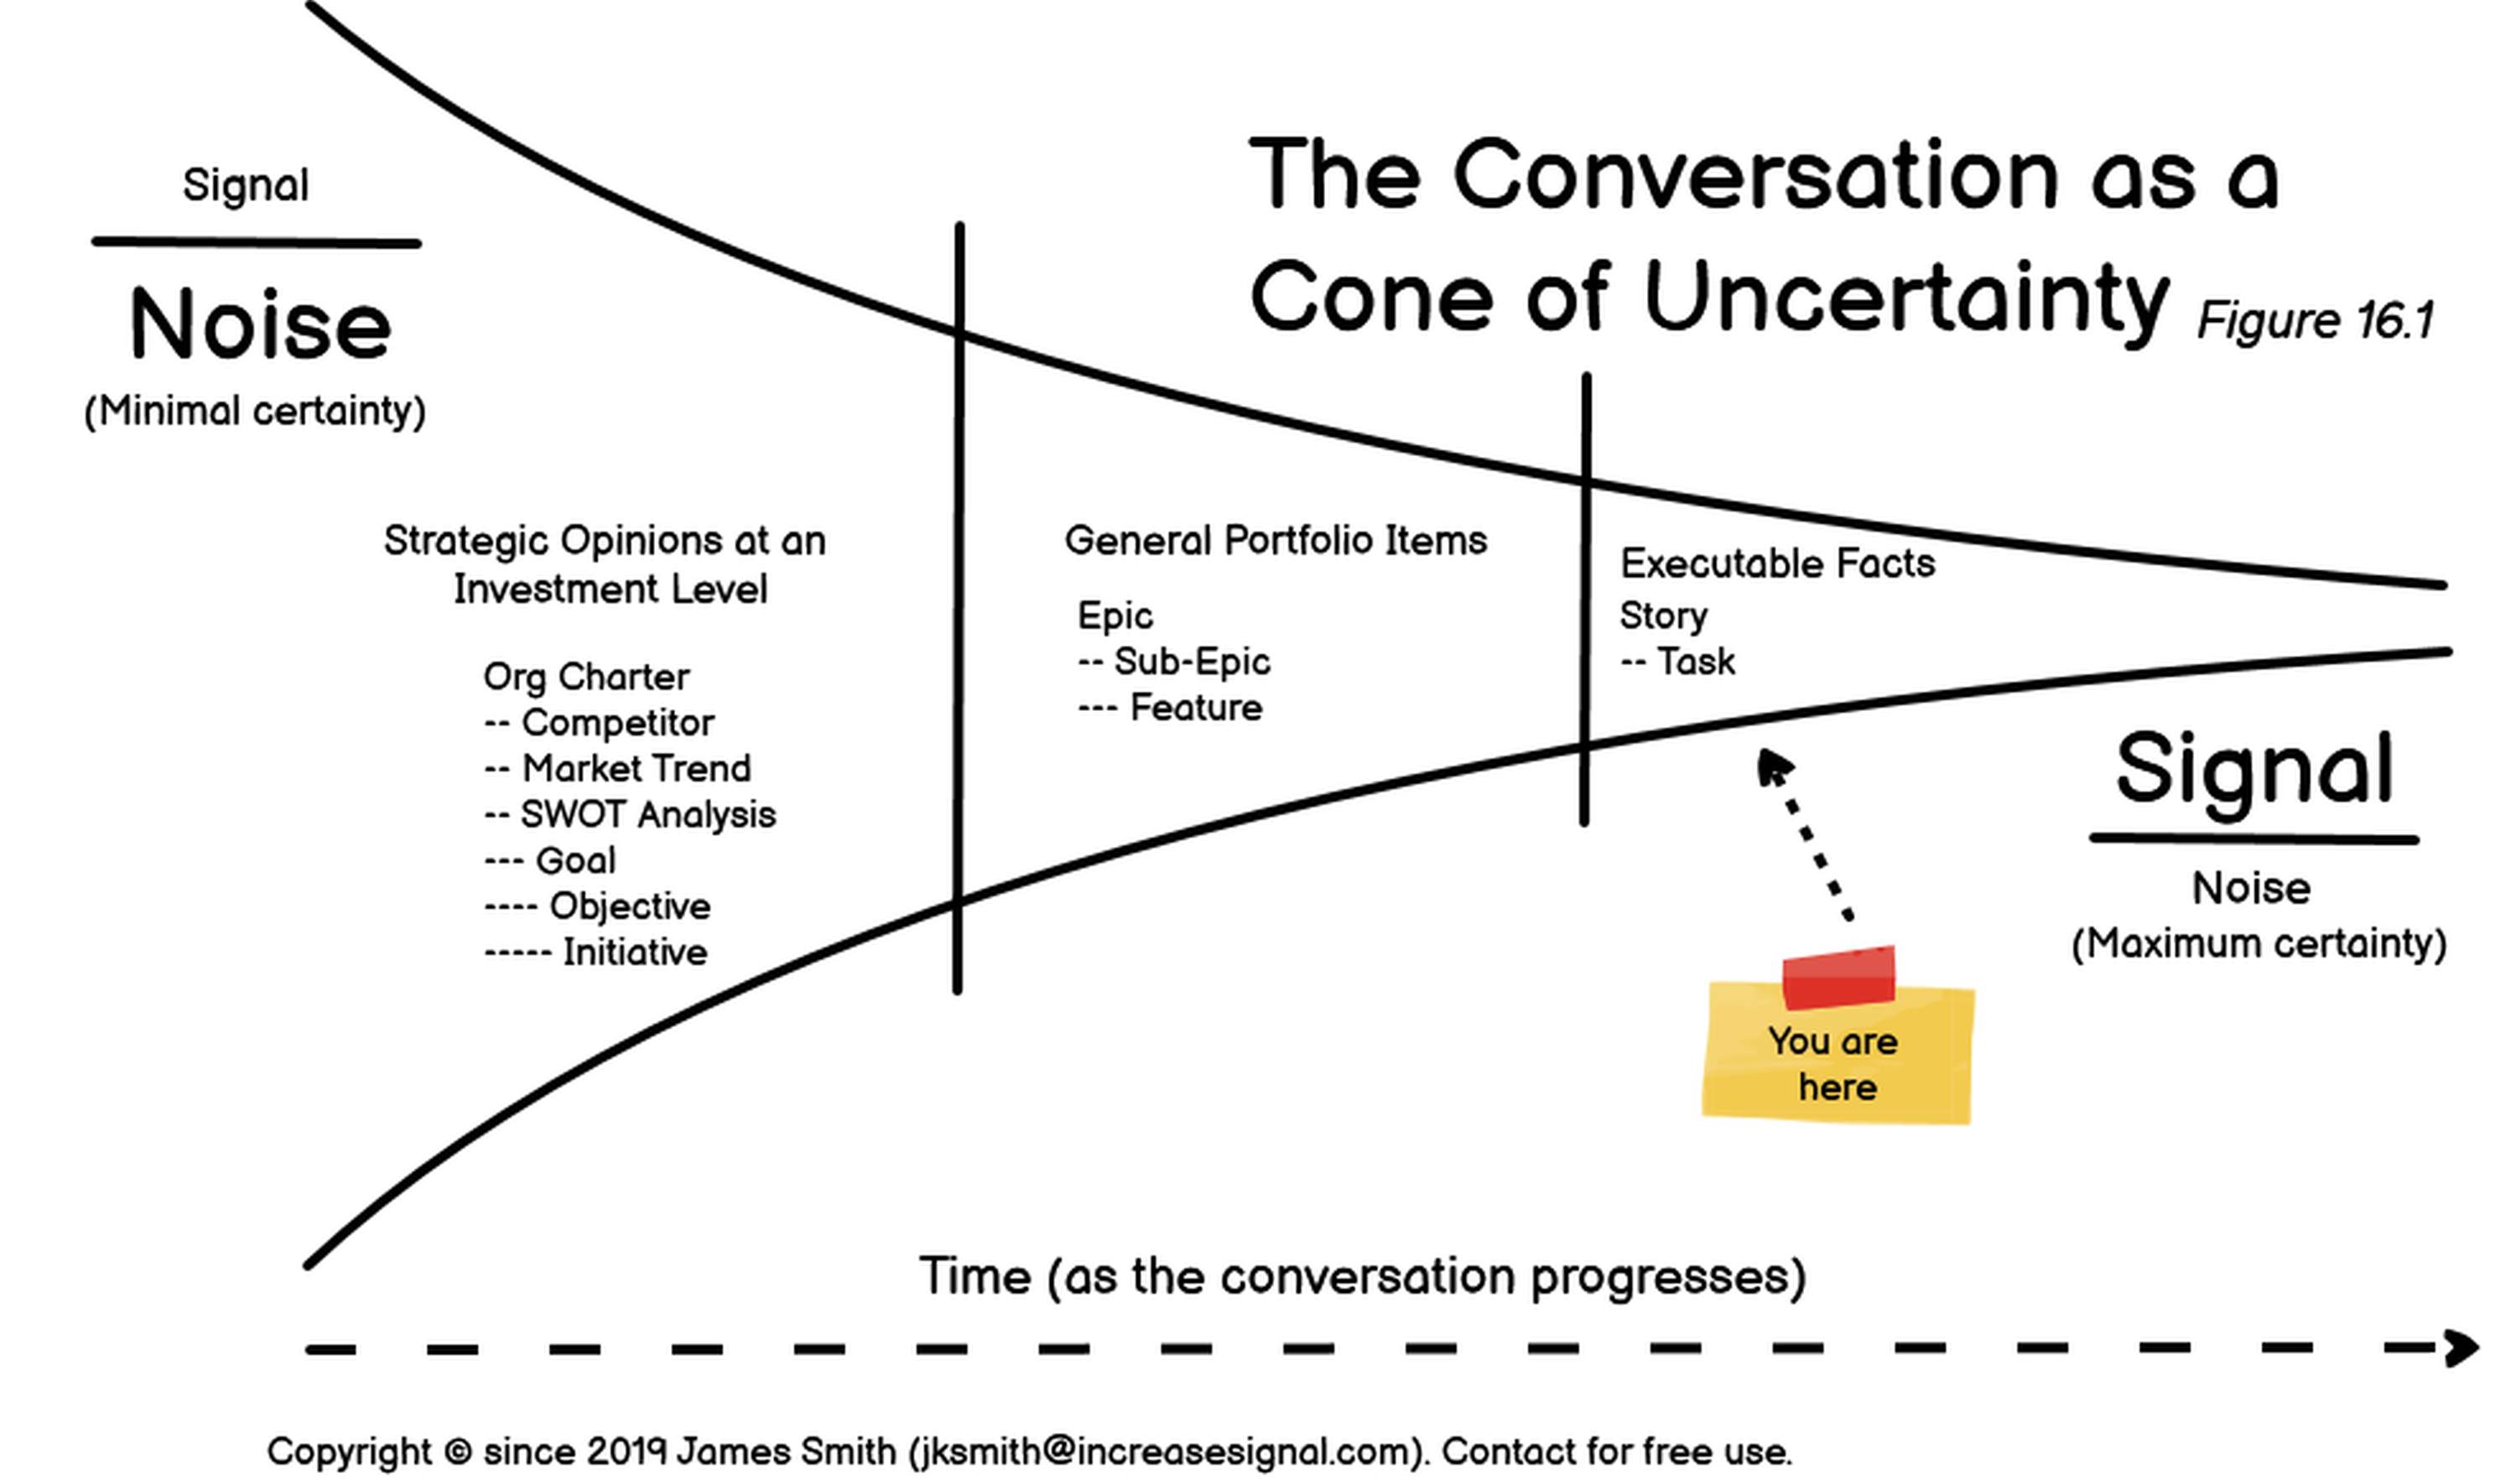 The Conversation as a
Cone of Uncertainty Figure 16.1
Signal
Noise
(Minimal certainty)
Strategic Opinions at an
Investment Level
Org Charter
-- Competitor
-- Market Trend
-- SWOT Analysis
--- Goal
---- Objective
----- Initiative
General Portfolio Items
Epic
-- Sub-Epic
--- Feature
Executable Facts
Story
-- Task
Signal
Noise
(Maximum certainty)
You are
here
Time (as the conversation progresses)
Copyright © since 2019 James Smith (jksmith@increasesignal.com). Contact for free use.